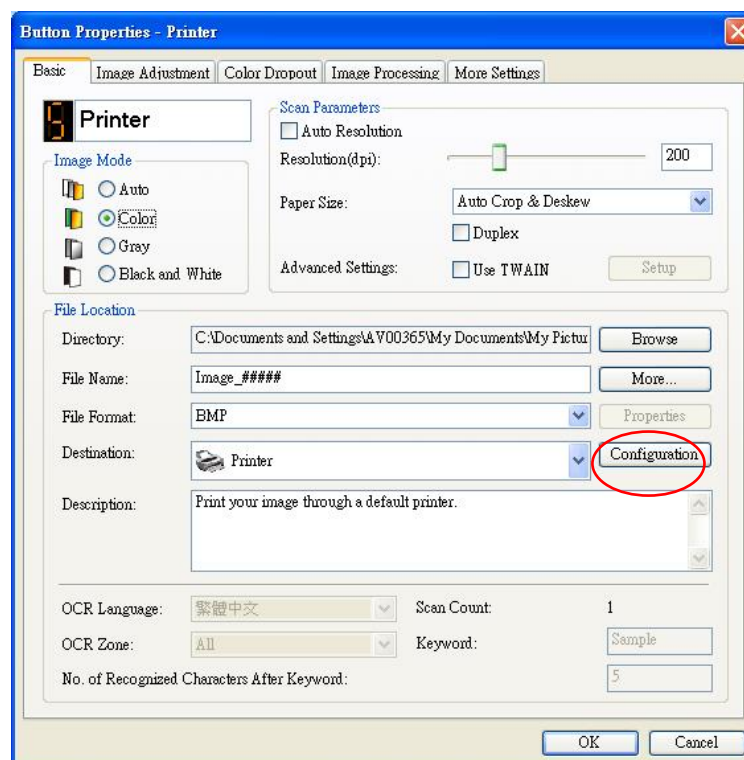 Button Properties - Printer
Basic Image Adjustment Color Dropout Image Processing More Settings
5 Printer
Image Mode
Auto
Color
Gray
Black and White
Scan Parameters
Auto Resolution
Resolution(dpi): 200
Paper Size: Auto Crop & Deskew
Duplex
Advanced Settings: Use TWAIN Setup
File Location
Directory: C:\Documents and Settings\AV00365\My Documents\My Pictur Browse
File Name: Image_##### More...
File Format: BMP Properties
Destination: Printer Configuration
Description: Print your image through a default printer.
OCR Language: 繁體中文 Scan Count: 1
OCR Zone: All Keyword: Sample
No. of Recognized Characters After Keyword: 5
OK Cancel